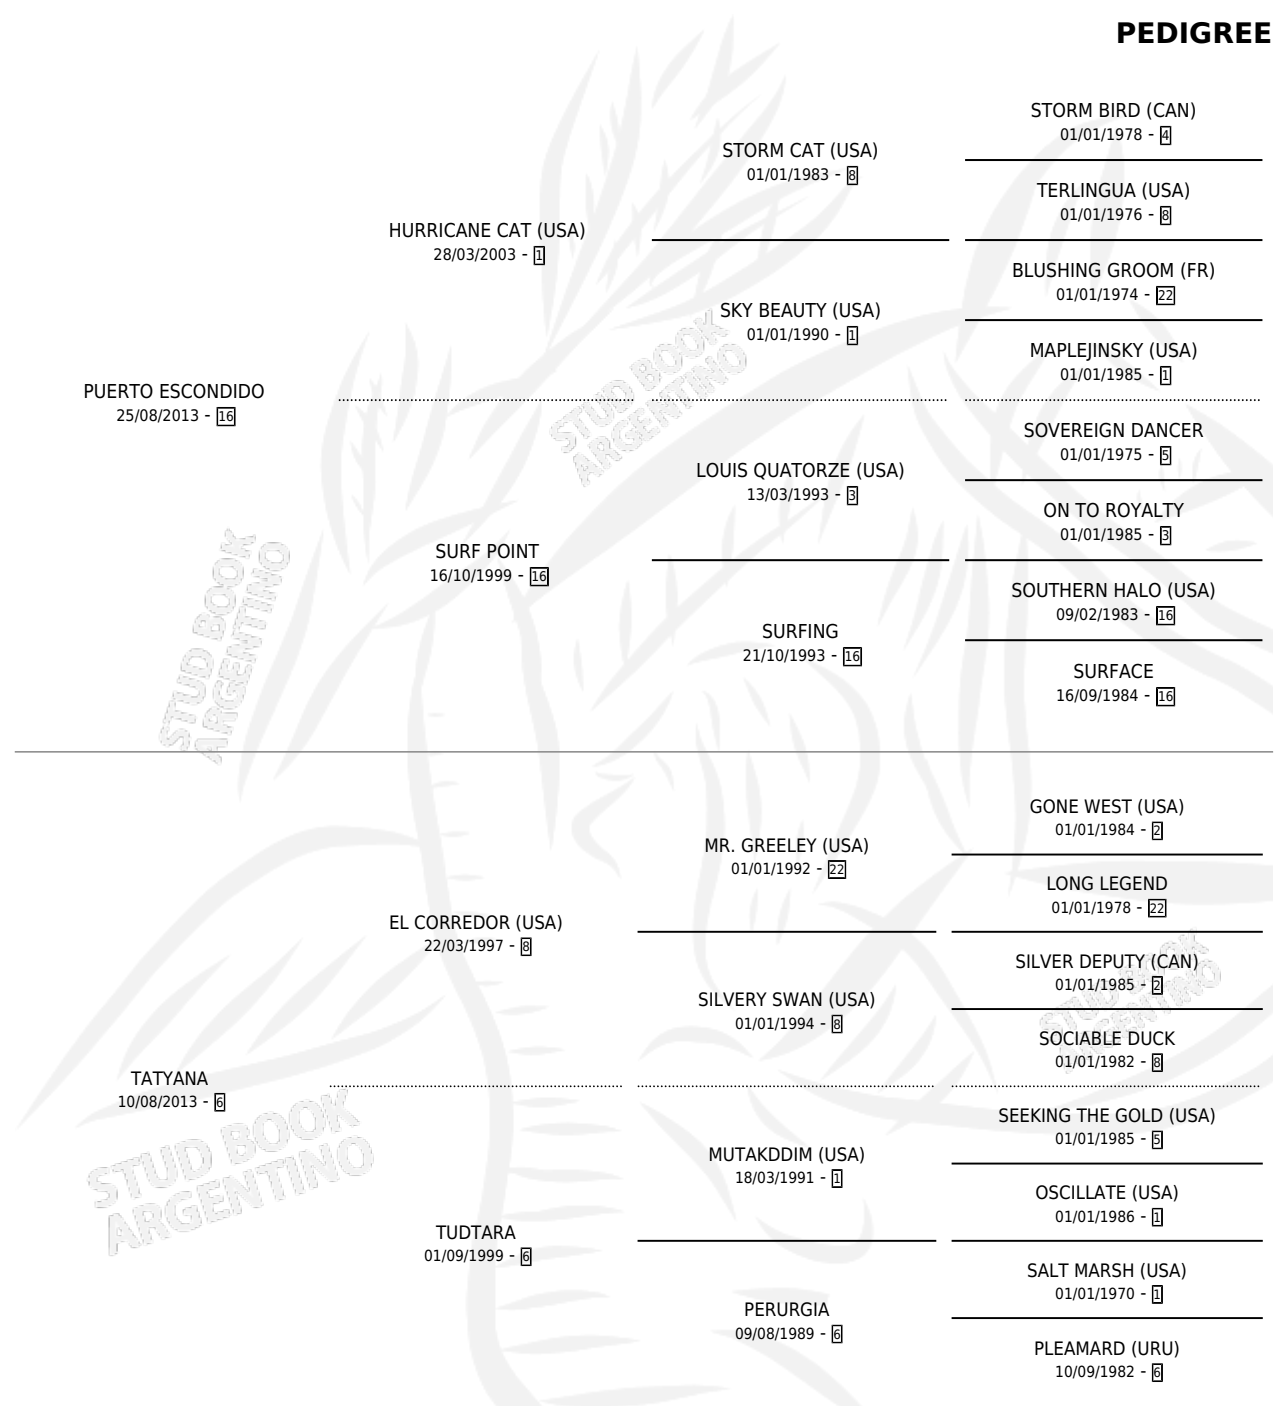 PEDIGREE
STORM BIRD (CAN)
01/01/1978 - 4
STORM CAT (USA)
01/01/1983 - 8
TERLINGUA (USA)
01/01/1976 - 8
HURRICANE CAT (USA)
28/03/2003 - 1
BLUSHING GROOM (FR)
01/01/1974 - 22
SKY BEAUTY (USA)
01/01/1990 - 1
MAPLEJINSKY (USA)
01/01/1985 - 1
PUERTO ESCONDIDO
25/08/2013 - 16
STUD BOOK
ARGENTINO
SOVEREIGN DANCER
01/01/1975 - 5
LOUIS QUATORZE (USA)
13/03/1993 - 3
ON TO ROYALTY
01/01/1985 - 3
SURF POINT
16/10/1999 - 16
SOUTHERN HALO (USA)
09/02/1983 - 16
SURFING
21/10/1993 - 16
SURFACE
16/09/1984 - 16
STUD BOOK
ARGENTINO
GONE WEST (USA)
01/01/1984 - 2
MR. GREELEY (USA)
01/01/1992 - 22
LONG LEGEND
01/01/1978 - 22
EL CORREDOR (USA)
22/03/1997 - 8
SILVER DEPUTY (CAN)
01/01/1985 - 2
SILVERY SWAN (USA)
01/01/1994 - 8
STUD BOOK
ARGENTINO
SOCIABLE DUCK
01/01/1982 - 8
TATYANA
10/08/2013 - 6
STUD BOOK
ARGENTINO
SEEKING THE GOLD (USA)
01/01/1985 - 5
MUTAKDDIM (USA)
18/03/1991 - 1
OSCILLATE (USA)
01/01/1986 - 1
TUDTARA
01/09/1999 - 6
SALT MARSH (USA)
01/01/1970 - 1
PERURGIA
09/08/1989 - 6
PLEAMARD (URU)
10/09/1982 - 6